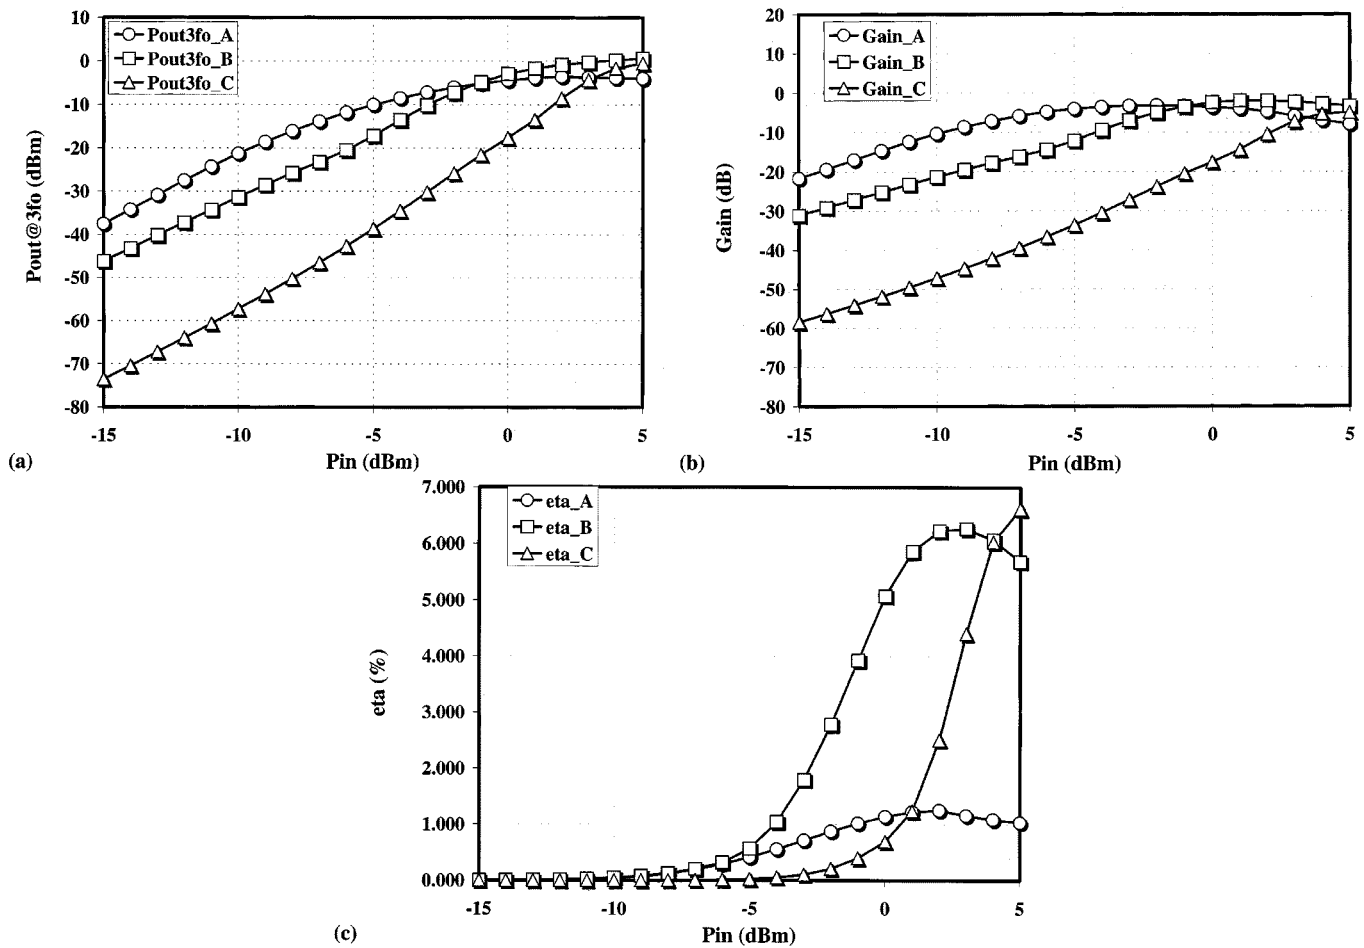 10
0
-10
-20
-30
-40
-50
-60
-70
-80
Pout@3fo (dBm)
Pout3fo_A
Pout3fo_B
Pout3fo_C
-15
-10
-5
0
5
Pin (dBm)
(a)
20
10
0
-10
-20
-30
-40
-50
-60
-70
-80
Gain (dB)
Gain_A
Gain_B
Gain_C
-15
-10
-5
0
5
Pin (dBm)
(b)
7.000
6.000
5.000
4.000
3.000
2.000
1.000
0.000
eta (%)
eta_A
eta_B
eta_C
-15
-10
-5
0
5
Pin (dBm)
(c)